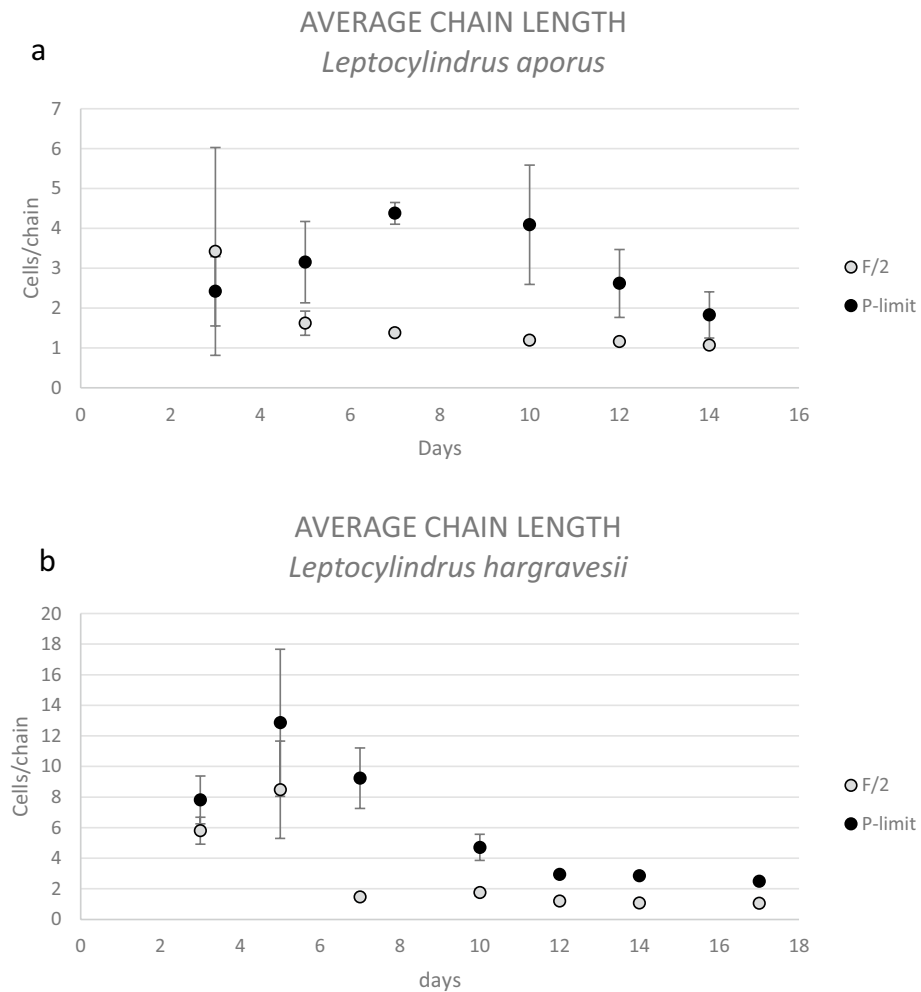 AVERAGE CHAIN LENGTH
a
Leptocylindrus aporus
7
6
5
4
3
2
1
0
Cells/chain
0 2 4 6 8 10 12 14 16
Days
F/2
P-limit
AVERAGE CHAIN LENGTH
b
Leptocylindrus hargravesii
20
18
16
14
12
10
8
6
4
2
0
Cells/chain
0 2 4 6 8 10 12 14 16 18
days
F/2
P-limit